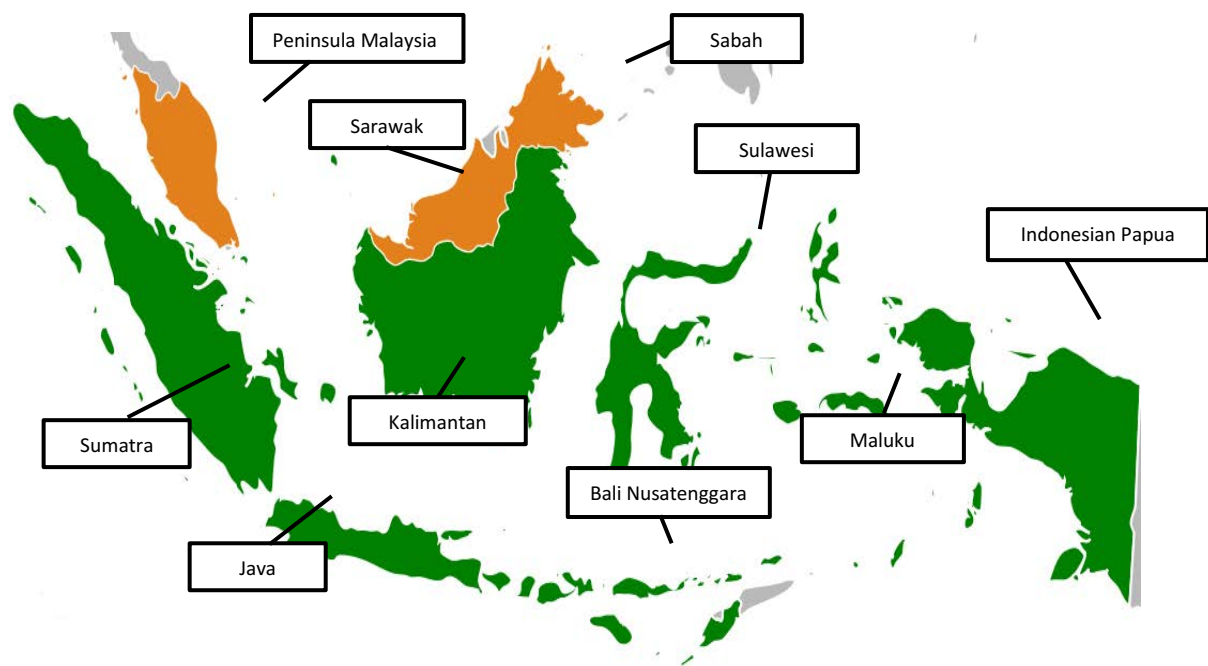 Peninsula Malaysia
Sabah
Sarawak
Sulawesi
Indonesian Papua
Kalimantan
Sumatra
Maluku
Bali Nusatenggara
Java